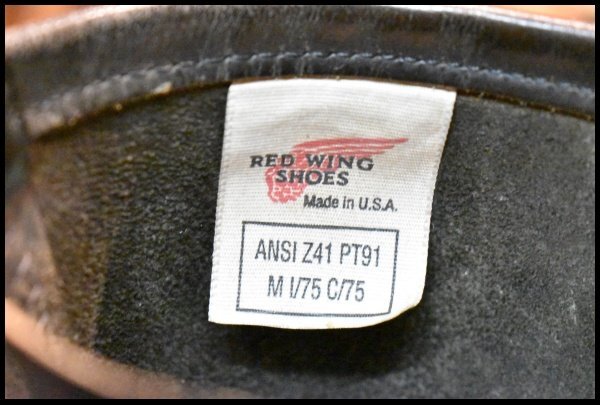 RED WING
SHOES
Made in U.S.A.
ANSI Z41 PT91
M I/75 C/75